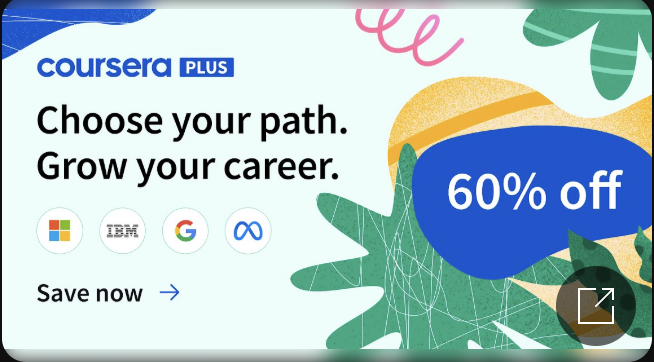 coursera PLUS
Choose your path.
Grow your career.
IBM
Save now
60% off